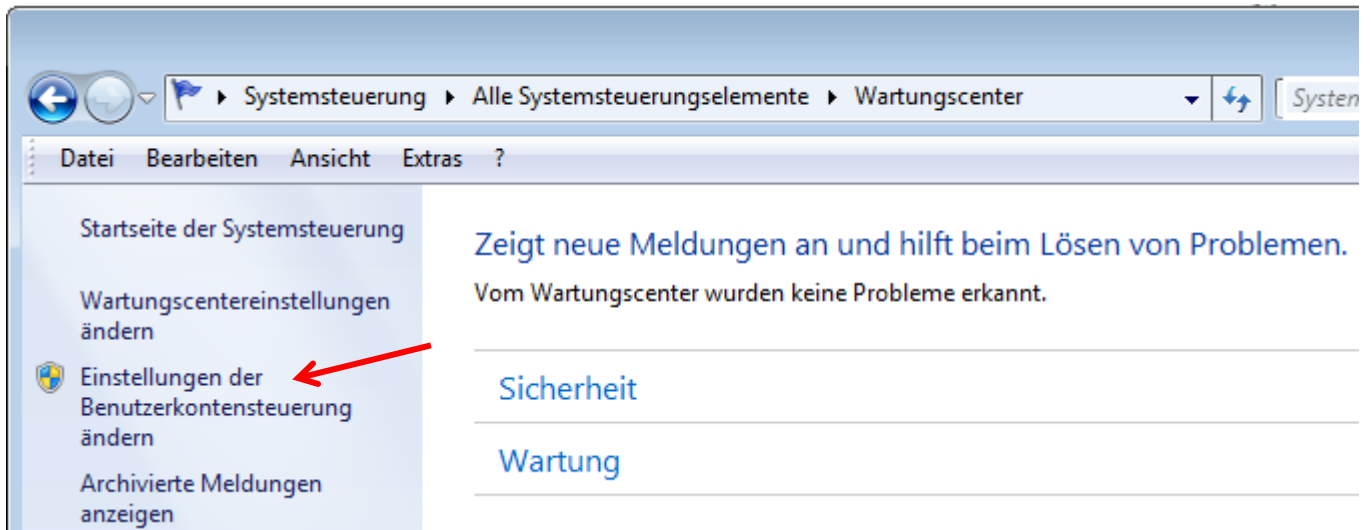 Systemsteuerung Alle Systemsteuerungselemente Wartungscenter
Datei Bearbeiten Ansicht Extras ?
Startseite der Systemsteuerung
Wartungscentereinstellungen
ändern
Einstellungen der
Benutzerkontensteuerung
ändern
Archivierte Meldungen
anzeigen
Zeigt neue Meldungen an und hilft beim Lösen von Problemen.
Vom Wartungscenter wurden keine Probleme erkannt.
Sicherheit
Wartung